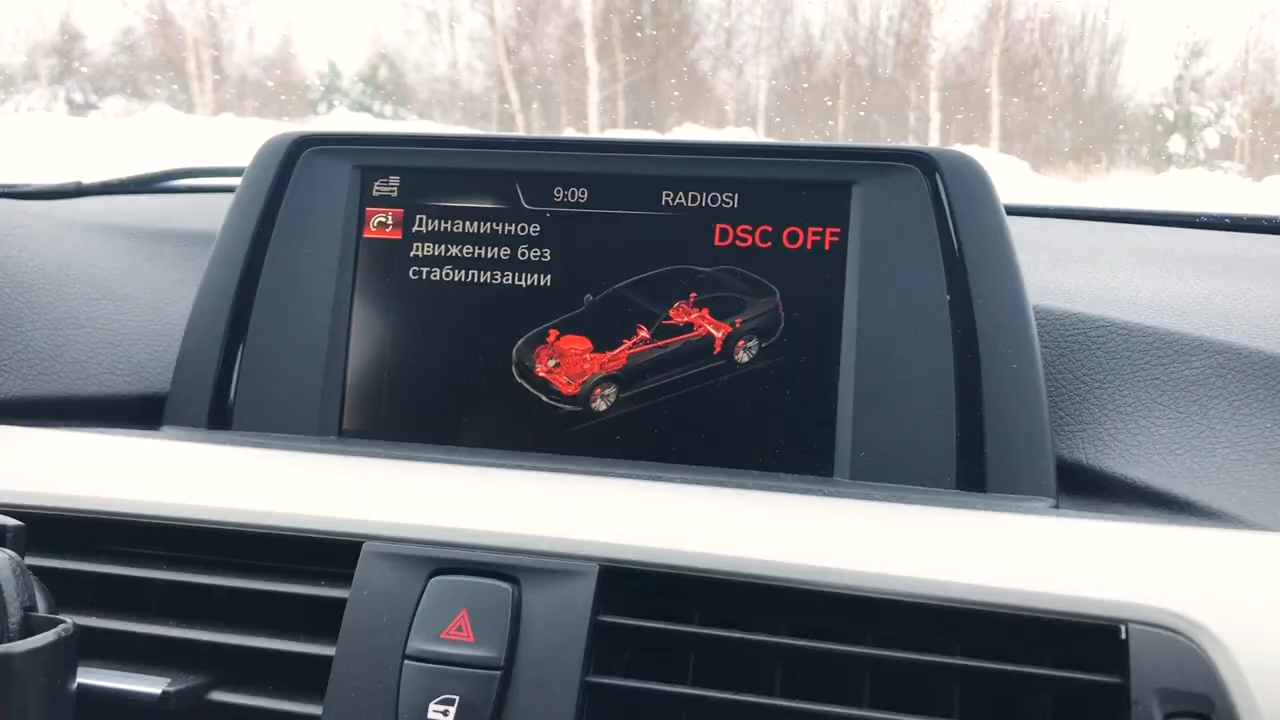 9:09
RADIOSI
Динамичное
движение без
стабилизации
DSC OFF